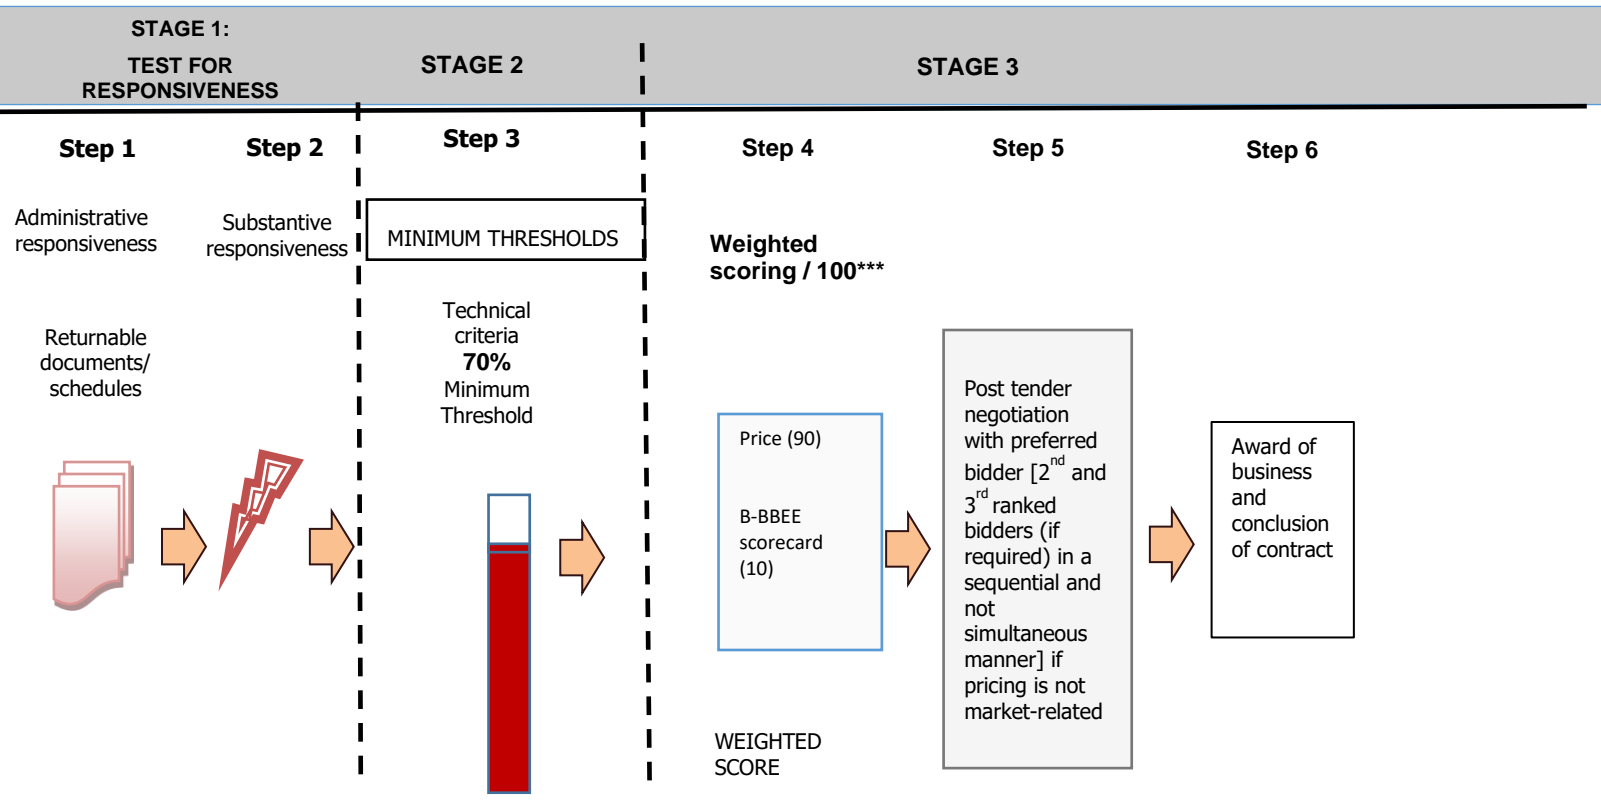 STAGE 1:
TEST FOR
RESPONSIVENESS
STAGE 2
STAGE 3
Step 1
Step 2
Step 3
Step 4
Step 5
Step 6
Administrative
responsiveness
Substantive
responsiveness
MINIMUM THRESHOLDS
Weighted
scoring / 100***
Returnable
documents/
schedules
Technical
criteria
70%
Minimum
Threshold
Price (90)
B-BBEE
scorecard
(10)
WEIGHTED
SCORE
Post tender
negotiation
with preferred
bidder [2nd and
3rd ranked
bidders (if
required) in a
sequential and
not
simultaneous
manner] if
pricing is not
market-related
Award of
business
and
conclusion
of contract